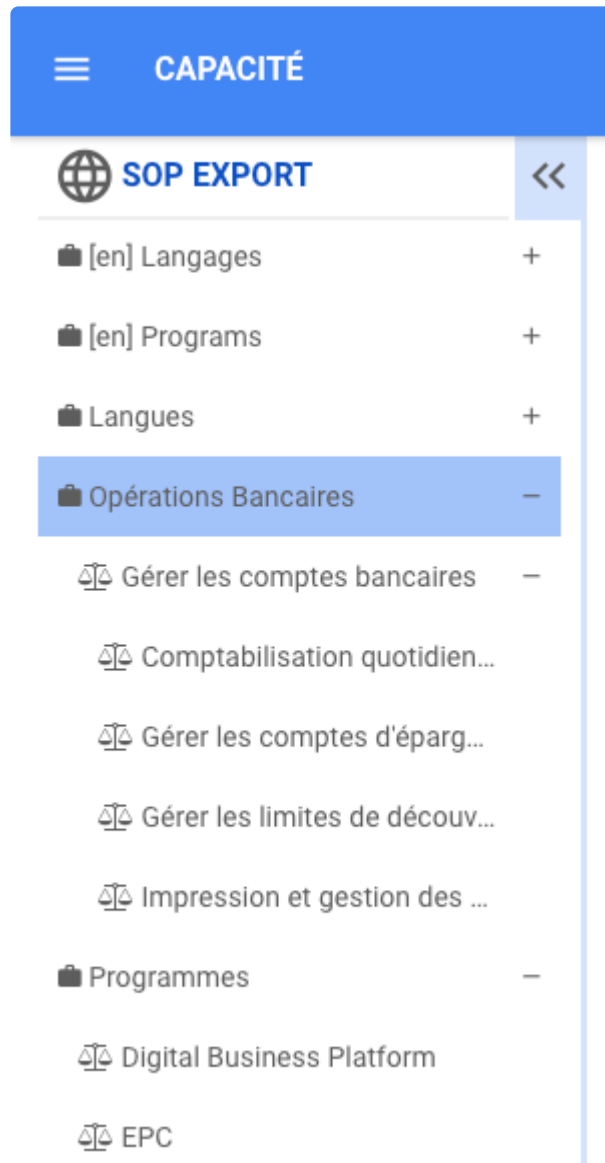 CAPACITÉ
SOP EXPORT
[en] Langages +
[en] Programs +
Langues +
Opérations Bancaires −
Gérer les comptes bancaires −
Comptabilisation quotidien...
Gérer les comptes d'éparg...
Gérer les limites de découv...
Impression et gestion des ...
Programmes −
Digital Business Platform
EPC